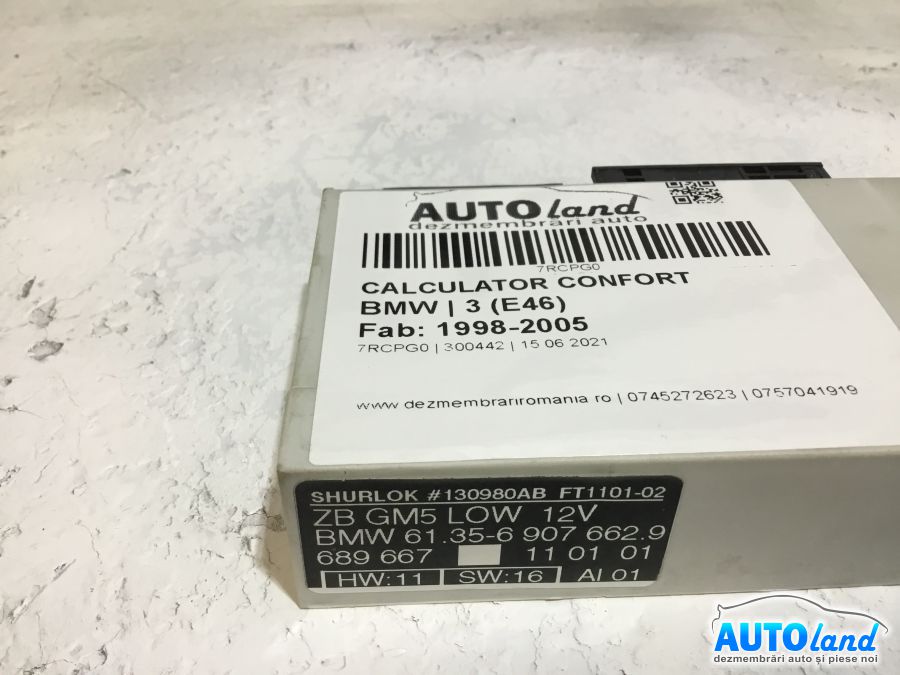 AUTOland
dezmembrari auto
7RCPG0
CALCULATOR CONFORT
BMW | 3 (E46)
Fab: 1998-2005
7RCPG0 | 300442 | 15 06 2021
www dezmembrariromania ro | 0745272623 | 0757041919
SHURLOK #130980AB FT1101-02
ZB GM5 LOW 12V
BMW 61.35-6 907 662.9
689 667 11 01 01
HW:11 SW:16 AI 01
AUTOland
dezmembrări auto și piese noi